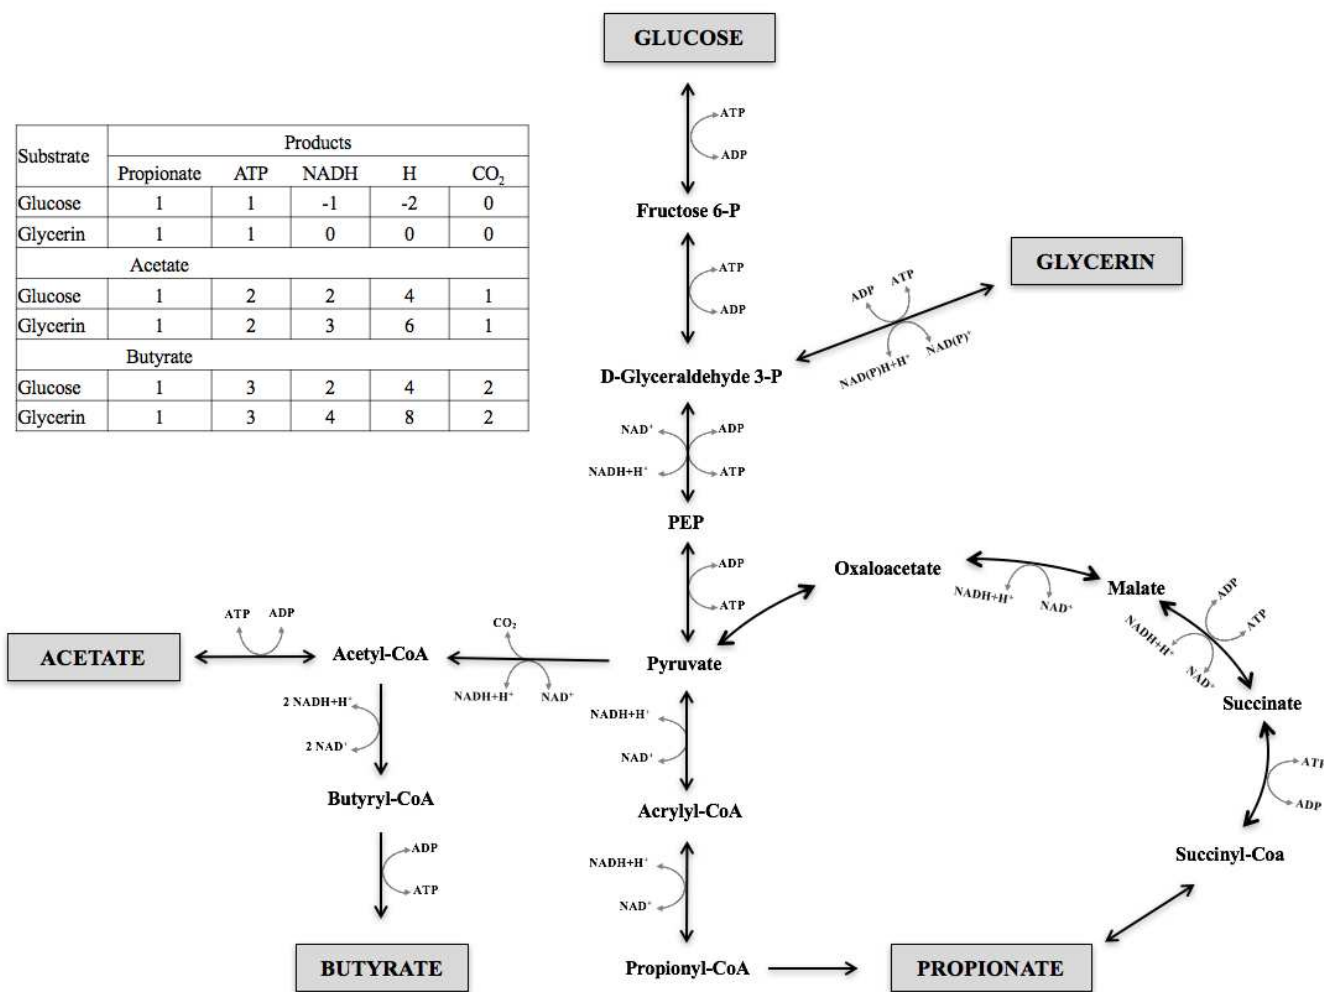 GLUCOSE
ATP
ADP
Fructose 6-P
ATP
ADP
GLYCERIN
ADP
ATP
NAD(P)H+H⁺
NAD(P)⁺
D-Glyceraldehyde 3-P
NAD⁺
ADP
NADH+H⁺
ATP
PEP
ADP
ATP
Pyruvate
Oxaloacetate
NADH+H⁺
NAD⁺
Malate
ADP
ATP
NADH+H⁺
NAD⁺
Succinate
ATP
ADP
Succinyl-Coa
CO₂
NADH+H⁺
NAD⁺
Acetyl-CoA
ATP
ADP
ACETATE
2 NADH+H⁺
2 NAD⁺
Butyryl-CoA
ADP
ATP
BUTYRATE
NADH+H⁺
NAD⁺
Acrylyl-CoA
NADH+H⁺
NAD⁺
Propionyl-CoA
PROPIONATE
Substrate Products
Propionate ATP NADH H CO₂
Glucose 1 1 -1 -2 0
Glycerin 1 1 0 0 0
Acetate
Glucose 1 2 2 4 1
Glycerin 1 2 3 6 1
Butyrate
Glucose 1 3 2 4 2
Glycerin 1 3 4 8 2